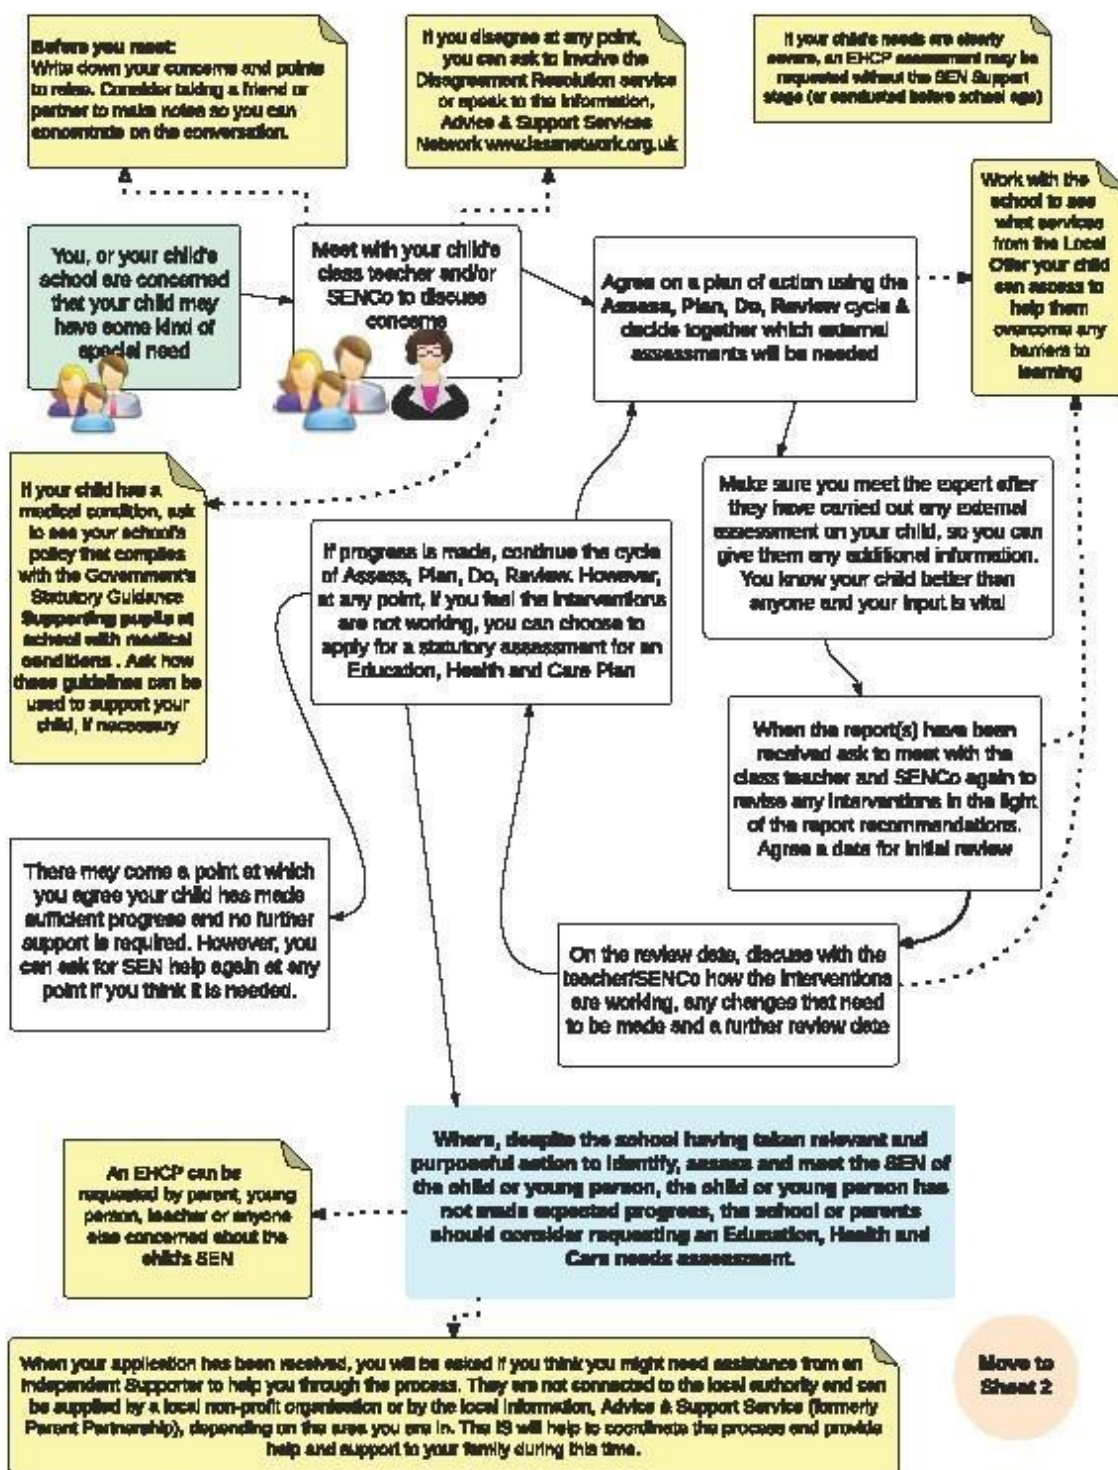 Before you meet:
Write down your concerns and points
to raise. Consider taking a friend or
partner to make notes so you can
concentrate on the conversation.
If you disagree at any point,
you can ask to involve the
Disagreement Resolution service
or speak to the Information,
Advice & Support Services
Network www.iassnetwork.org.uk
If your child's needs are clearly
severe, an EHCP assessment may be
requested without the SEN Support
stage (or conducted before school age)
Work with the
school to see
what services
from the Local
Offer your child
can access to
help them
overcome any
barriers to
learning
You, or your child's
school are concerned
that your child may
have some kind of
special need
Meet with your child's
class teacher and/or
SENCo to discuss
concerns
Agree on a plan of action using the
Assess, Plan, Do, Review cycle &
decide together which external
assessments will be needed
If your child has a
medical condition, ask
to see your school's
policy that complies
with the Government's
Statutory Guidance
Supporting pupils at
school with medical
conditions . Ask how
these guidelines can be
used to support your
child, if necessary
If progress is made, continue the cycle
of Assess, Plan, Do, Review. However,
at any point, if you feel the interventions
are not working, you can choose to
apply for a statutory assessment for an
Education, Health and Care Plan
Make sure you meet the expert after
they have carried out any external
assessment on your child, so you can
give them any additional information.
You know your child better than
anyone and your input is vital
When the report(s) have been
received ask to meet with the
class teacher and SENCo again to
revise any interventions in the light
of the report recommendations.
Agree a date for initial review
There may come a point at which
you agree your child has made
sufficient progress and no further
support is required. However, you
can ask for SEN help again at any
point if you think it is needed.
On the review date, discuss with the
teacher/SENCo how the interventions
are working, any changes that need
to be made and a further review date
Where, despite the school having taken relevant and
purposeful action to identify, assess and meet the SEN of
the child or young person, the child or young person has
not made expected progress, the school or parents
should consider requesting an Education, Health and
Care needs assessment.
An EHCP can be
requested by parent, young
person, teacher or anyone
else concerned about the
child's SEN
When your application has been received, you will be asked if you think you might need assistance from an
Independent Supporter to help you through the process. They are not connected to the local authority and can
be supplied by a local non-profit organisation or by the local Information, Advice & Support Service (formerly
Parent Partnership), depending on the area you are in. The IS will help to coordinate the process and provide
help and support to your family during this time.
Move to
Sheet 2